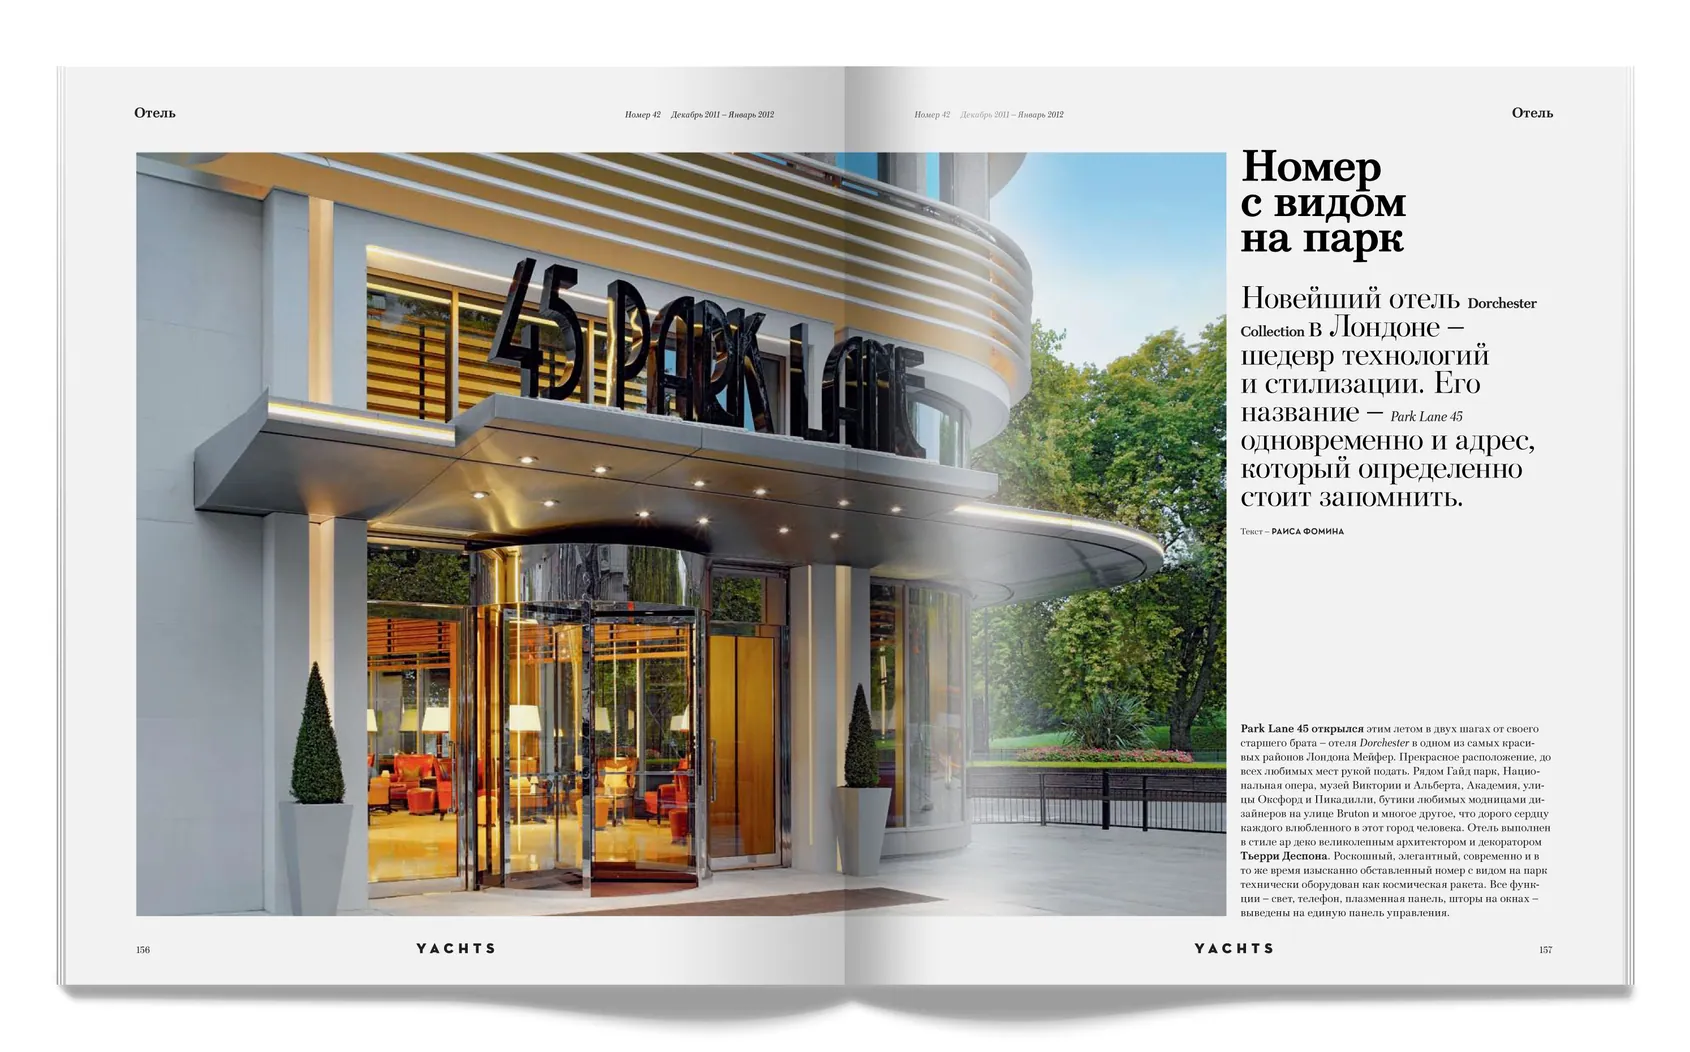 Отель
Номер 42 Декабрь 2011 – Январь 2012
45 PARK LANE
156
YACHTS
Номер 42 Декабрь 2011 – Январь 2012
Отель
Номер
с видом
на парк
Новейший отель Dorchester
Collection в Лондоне –
шедевр технологий
и стилизации. Его
название – Park Lane 45
одновременно и адрес,
который определенно
стоит запомнить.
Текст – РАИСА ФОМИНА
Park Lane 45 открылся этим летом в двух шагах от своего
старшего брата – отеля Dorchester в одном из самых краси-
вых районов Лондона Мейфер. Прекрасное расположение, до
всех любимых мест рукой подать. Рядом Гайд парк, Нацио-
нальная опера, музей Виктории и Альберта, Академия, ули-
цы Оксфорд и Пикадилли, бутики любимых модницами ди-
зайнеров на улице Bruton и многое другое, что дорого сердцу
каждого влюбленного в этот город человека. Отель выполнен
в стиле ар деко великолепным архитектором и декоратором
Тьерри Деспона. Роскошный, элегантный, современно и в
то же время изысканно обставленный номер с видом на парк
технически оборудован как космическая ракета. Все функ-
ции – свет, телефон, плазменная панель, шторы на окнах –
выведены на единую панель управления.
YACHTS
157